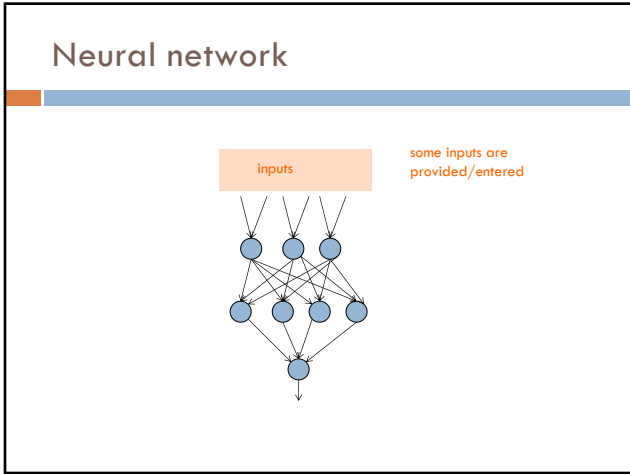 Neural network
inputs
some inputs are
provided/entered